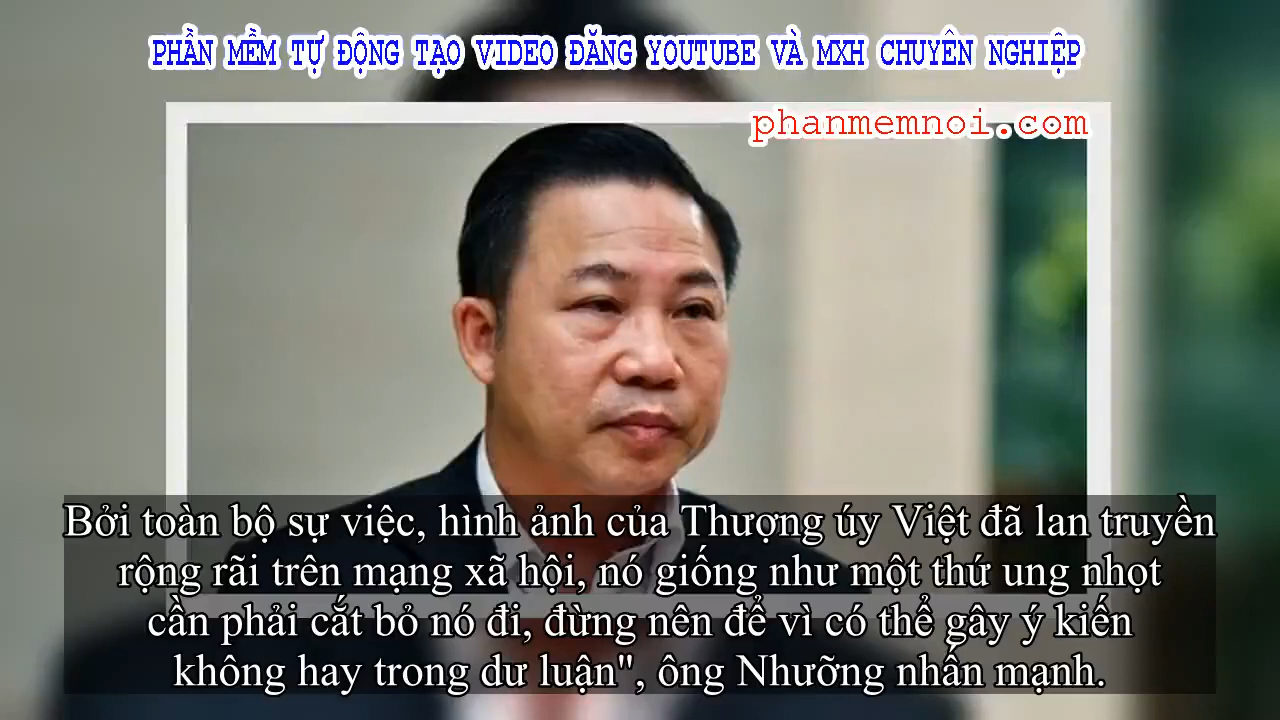 PHẦN MỀM TỰ ĐỘNG TẠO VIDEO ĐĂNG YOUTUBE VÀ MXH CHUYÊN NGHIỆP
phanmemnoi.com
Bởi toàn bộ sự việc, hình ảnh của Thượng úy Việt đã lan truyền
rộng rãi trên mạng xã hội, nó giống như một thứ ung nhọt
cần phải cắt bỏ nó đi, đừng nên để vì có thể gây ý kiến
không hay trong dư luận", ông Nhưỡng nhấn mạnh.